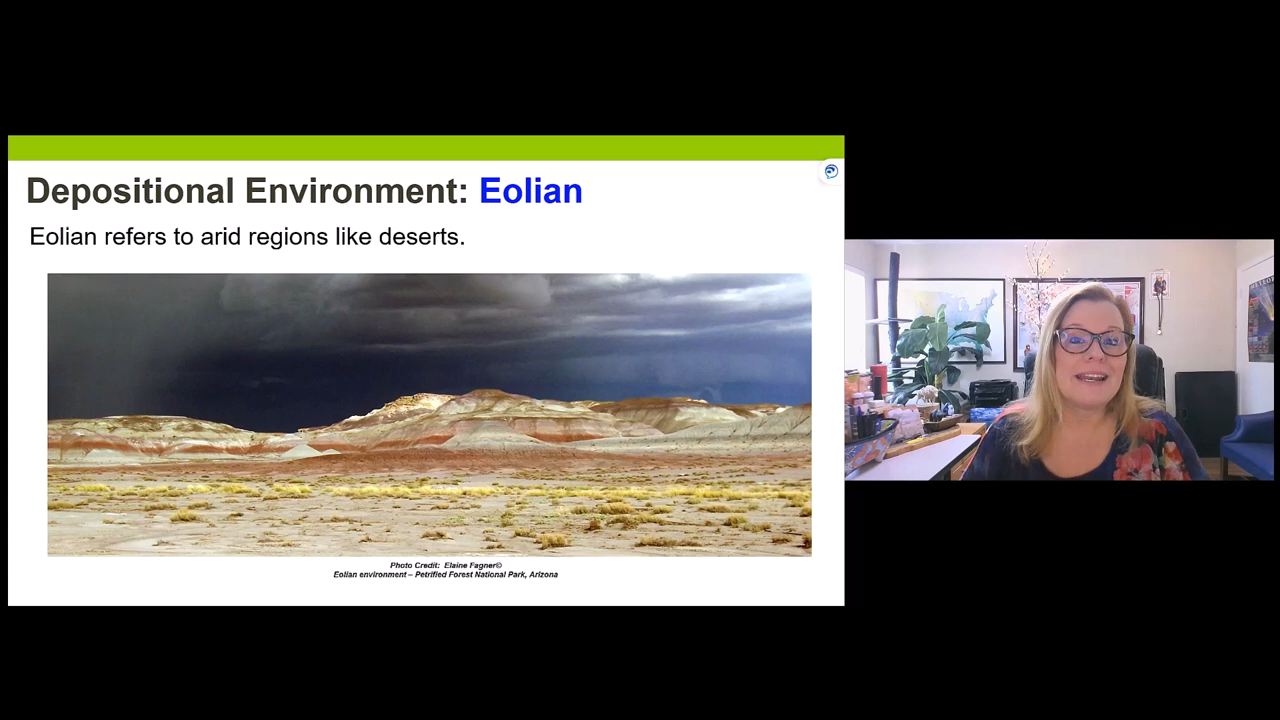 Depositional Environment: Eolian
Eolian refers to arid regions like deserts.
Photo Credit: Elaine Fagner©
Eolian environment – Petrified Forest National Park, Arizona